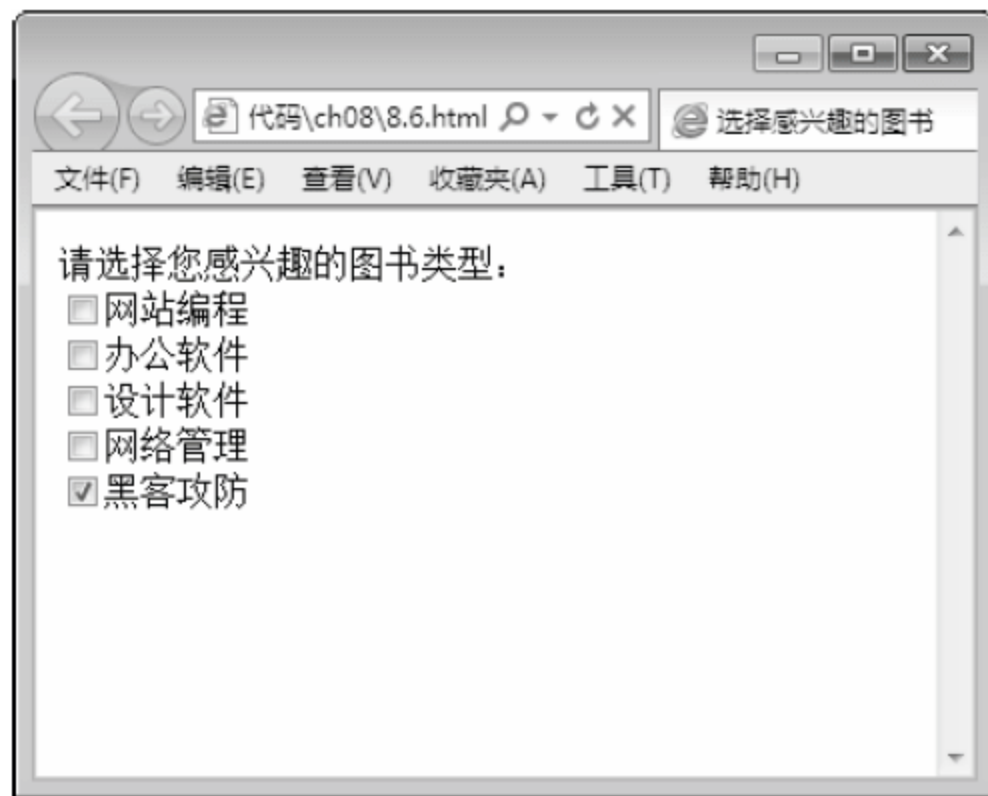 代码\ch08\8.6.html
选择感兴趣的图书
文件(F) 编辑(E) 查看(V) 收藏夹(A) 工具(T) 帮助(H)
请选择您感兴趣的图书类型：
网站编程
办公软件
设计软件
网络管理
黑客攻防